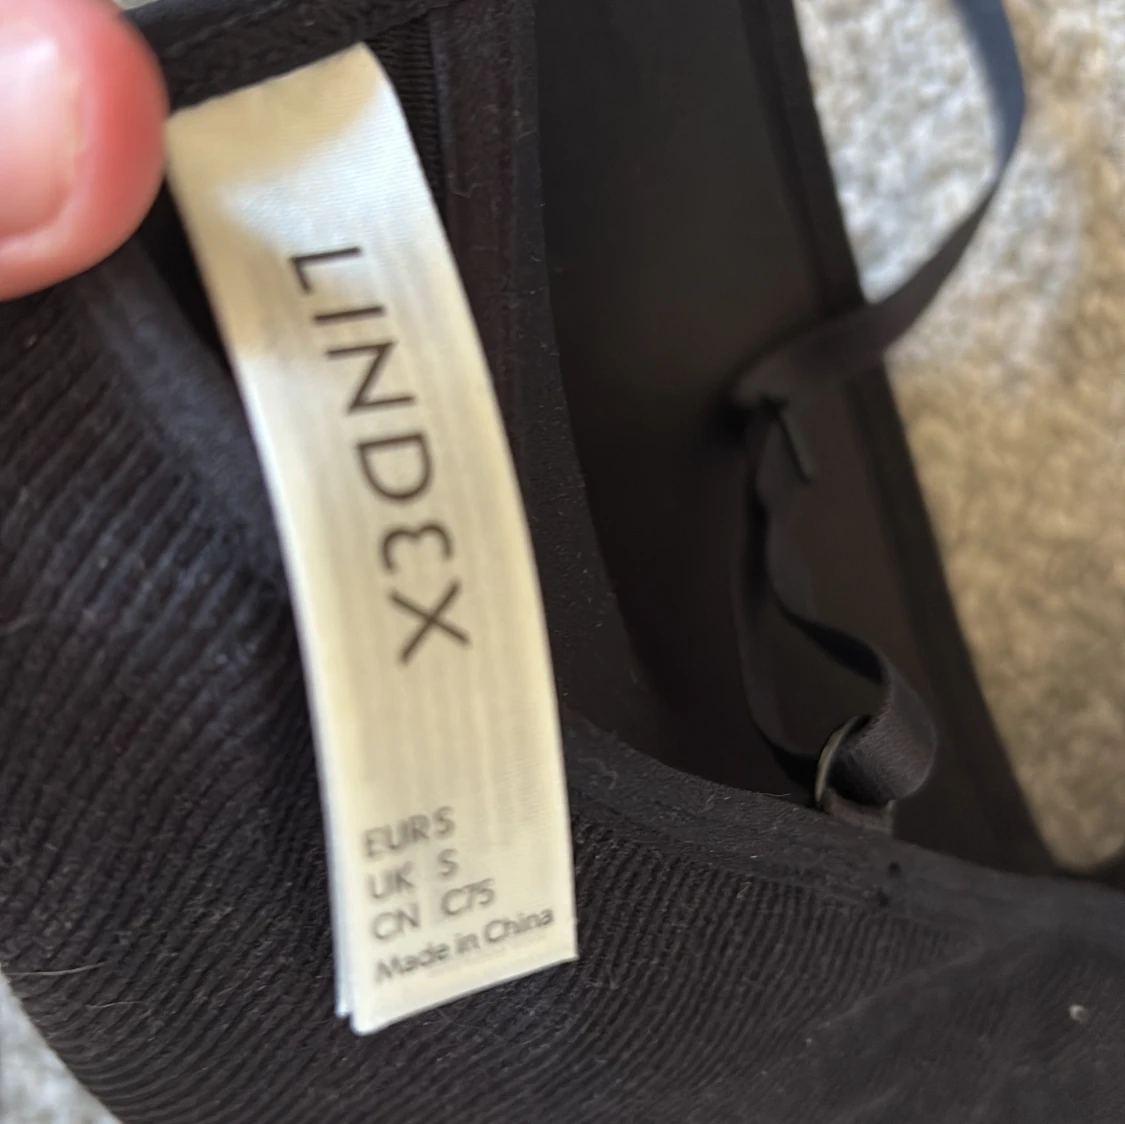 LINDEX
EUR S
UK S
CN C75
Made in China